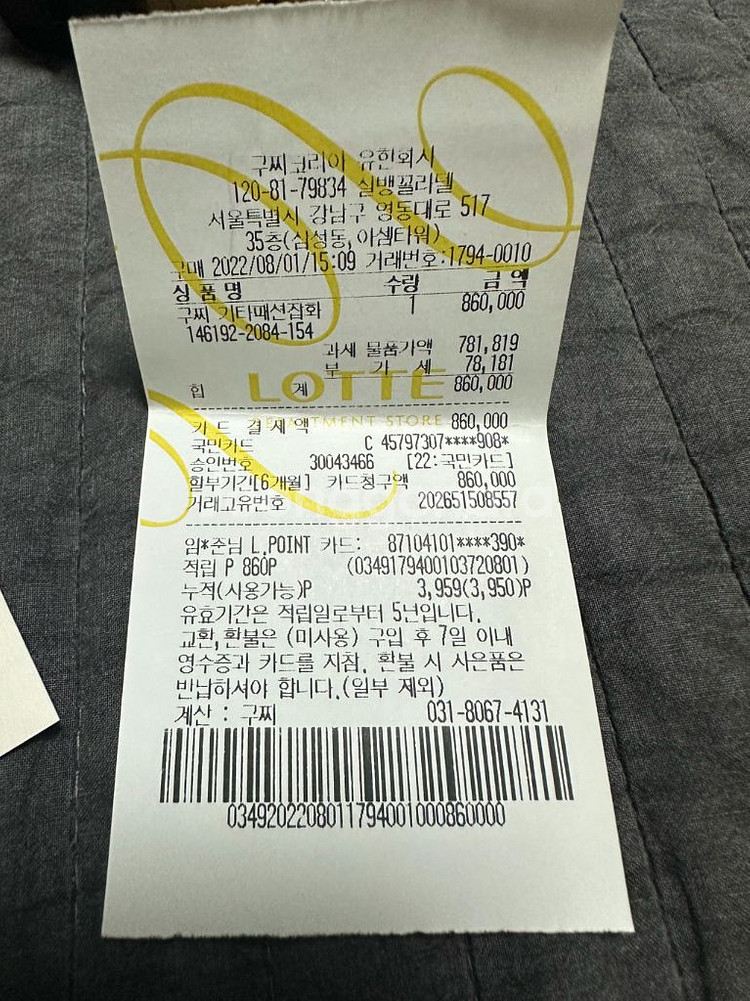 구찌코리아 유한회사
120-81-79834 실뱅끌라델
서울특별시 강남구 영동대로 517
35층(삼성동,아셈타워)
구매 2022/08/01/15:09 거래번호:1794-0010
상품명 수량 금액
구찌 기타패션잡화 1 860,000
146192-2084-154
과세 물품가액 781,819
부 가 세 78,181
합 계 860,000
LOTTE
DEPARTMENT STORE
카드 결제액 860,000
국민카드 C 45797307****908*
승인번호 30043466 [22:국민카드]
할부기간[6개월] 카드청구액 860,000
거래고유번호 202651508557
임*준님 L.POINT 카드: 87104101****390*
적립 P 860P (0349179400103720801)
누적(사용가능)P 3,959(3,950)P
유효기간은 적립일로부터 5년입니다.
교환,환불은 (미사용) 구입 후 7일 이내
영수증과 카드를 지참. 환불 시 사은품은
반납하셔야 합니다.(일부 제외)
계산 : 구찌 031-8067-4131
0349202208011794001000860000